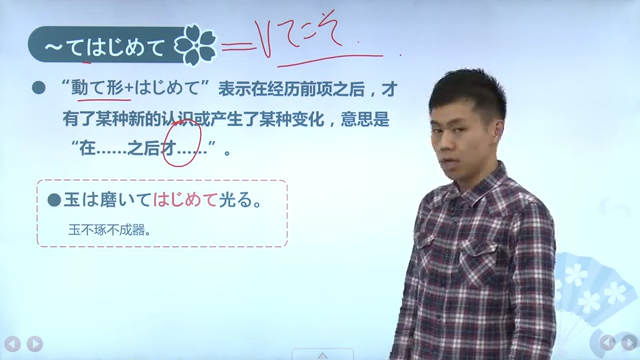 ～てはじめて = Vてこそ
“動て形+はじめて”表示在经历前项之后，才
有了某种新的认识或产生了某种变化，意思是
“在……之后才……”。
●玉は磨いてはじめて光る。
玉不琢不成器。